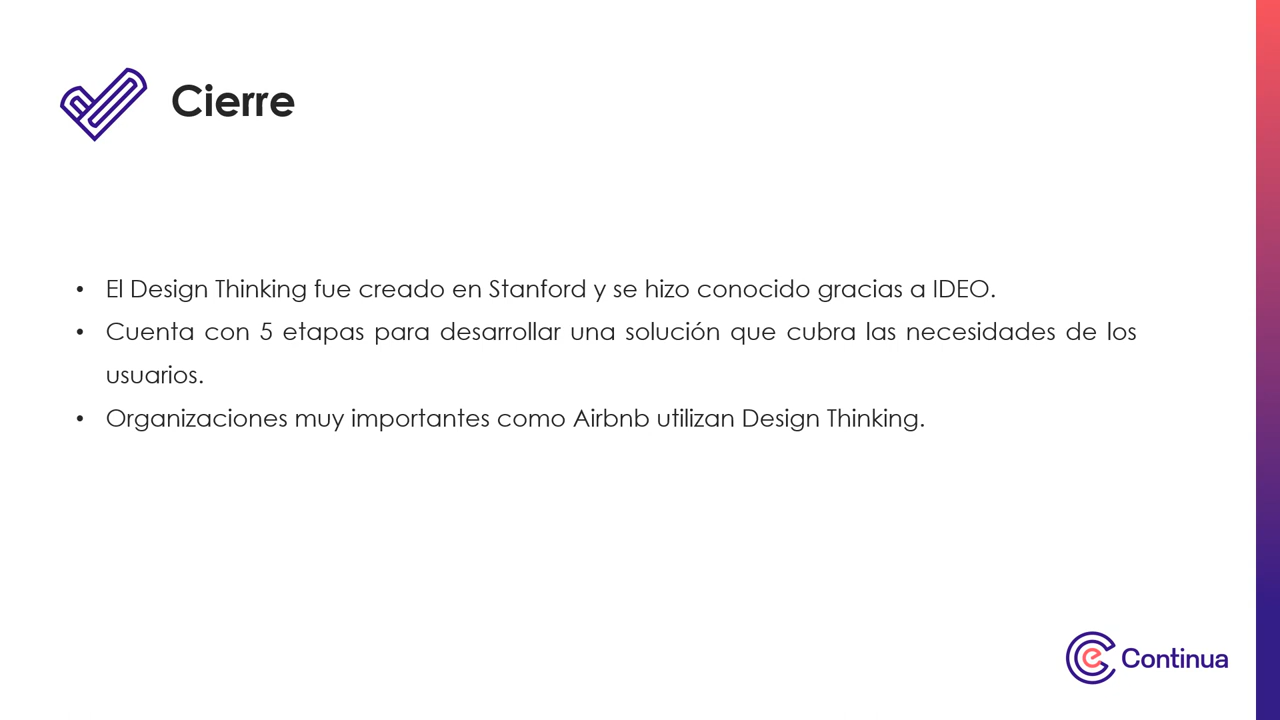 Cierre
• El Design Thinking fue creado en Stanford y se hizo conocido gracias a IDEO.
• Cuenta con 5 etapas para desarrollar una solución que cubra las necesidades de los
usuarios.
• Organizaciones muy importantes como Airbnb utilizan Design Thinking.
Continua